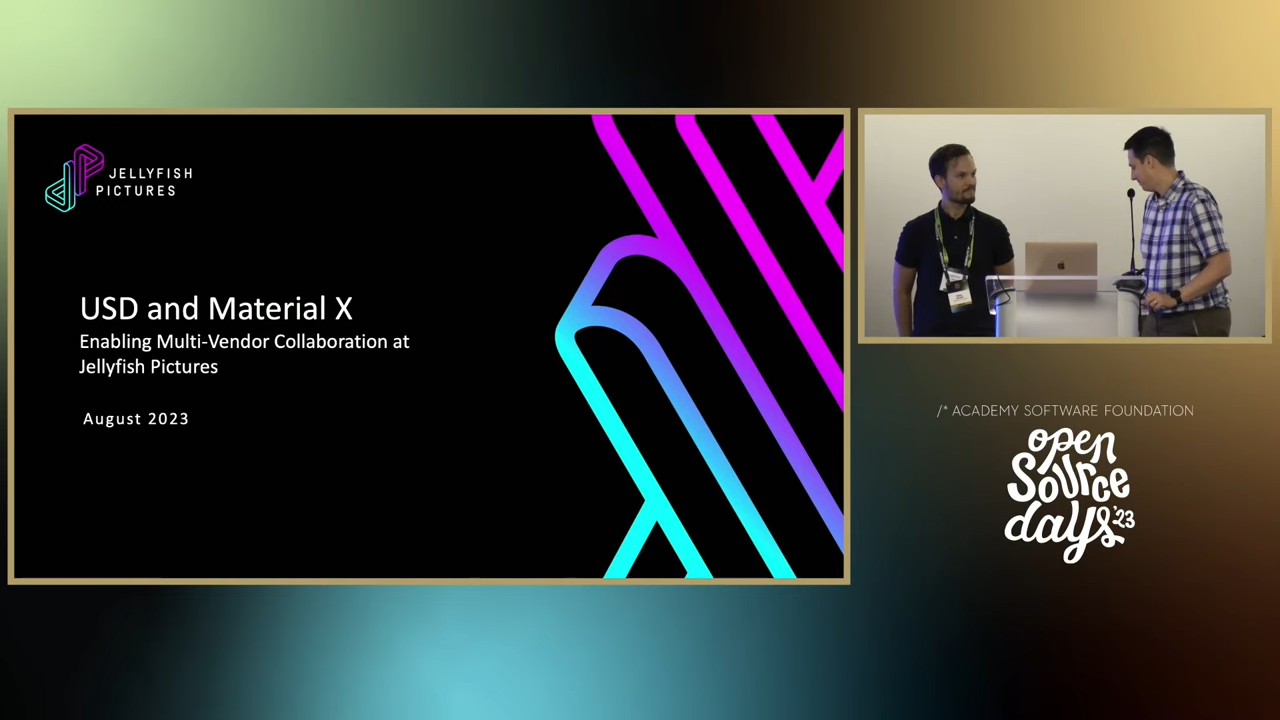 JELLYFISH
PICTURES
USD and Material X
Enabling Multi-Vendor Collaboration at
Jellyfish Pictures
August 2023
/* ACADEMY SOFTWARE FOUNDATION
open
source
days '23